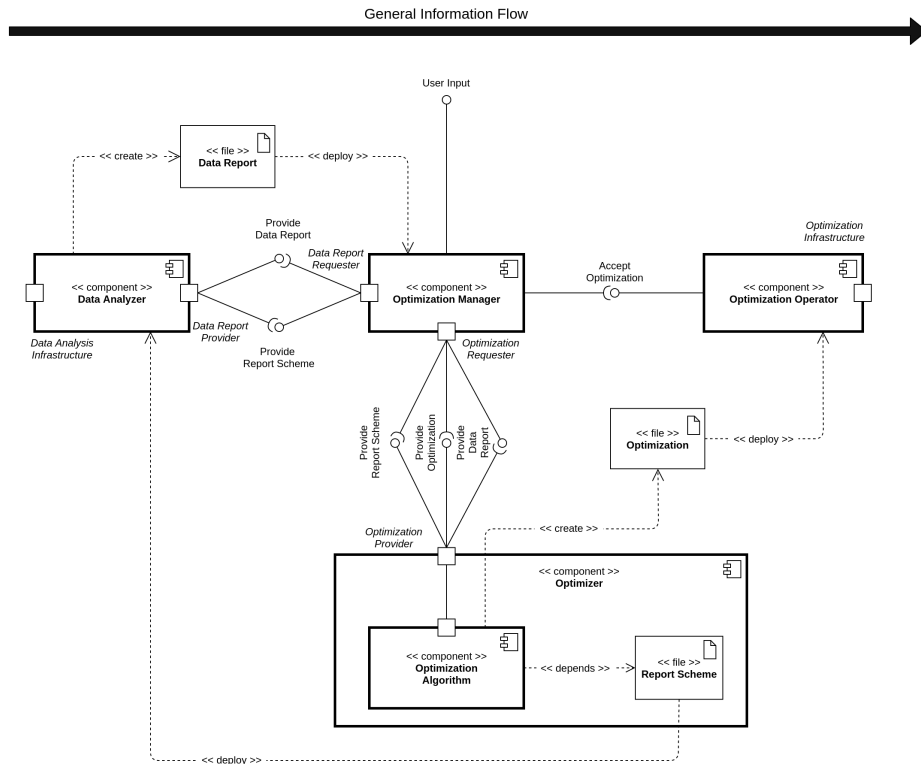 General Information Flow
User Input
<< file >>
Data Report
<< create >>
<< deploy >>
Provide
Data Report
Data Report
Requester
Optimization
Infrastructure
<< component >>
Data Analyzer
<< component >>
Optimization Manager
Accept
Optimization
<< component >>
Optimization Operator
Data Report
Provider
Data Analysis
Infrastructure
Provide
Report Scheme
Optimization
Requester
Provide
Report Scheme
Provide
Optimization
Provide
Data
Report
<< file >>
Optimization
<< deploy >>
Optimization
Provider
<< create >>
<< component >>
Optimizer
<< component >>
Optimization
Algorithm
<< depends >>
<< file >>
Report Scheme
<< deploy >>